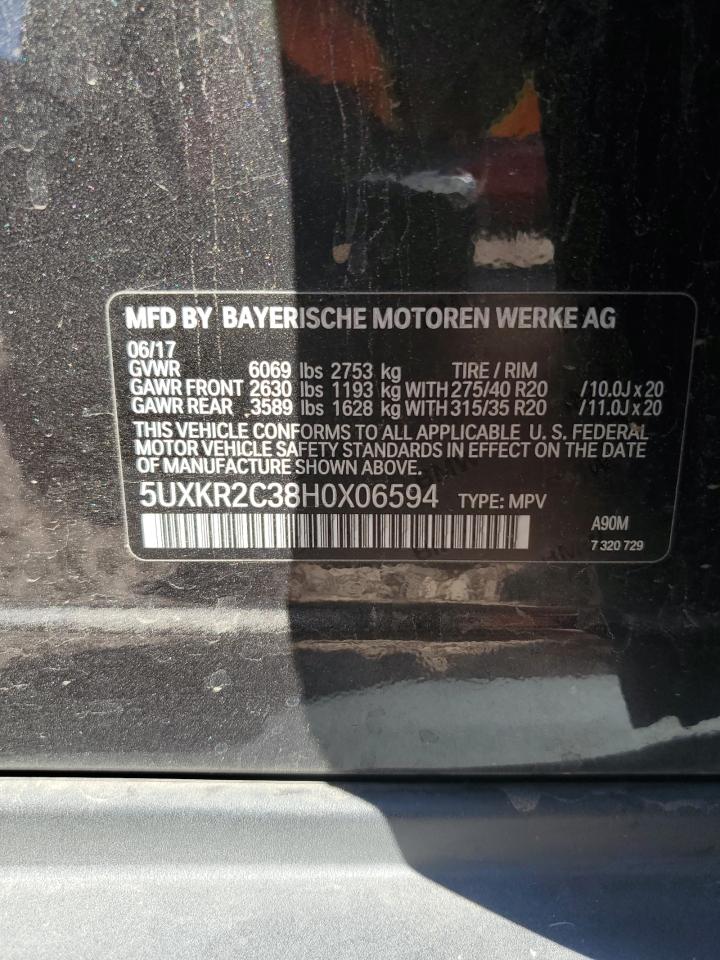 MFD BY BAYERISCHE MOTOREN WERKE AG
06/17
GVWR 6069 lbs 2753 kg TIRE / RIM
GAWR FRONT 2630 lbs 1193 kg WITH 275/40 R20 /10.0J x 20
GAWR REAR 3589 lbs 1628 kg WITH 315/35 R20 /11.0J x 20
THIS VEHICLE CONFORMS TO ALL APPLICABLE U. S. FEDERAL
MOTOR VEHICLE SAFETY STANDARDS IN EFFECT ON THE DATE
OF MANUFACTURE SHOWN ABOVE.
5UXKR2C38H0X06594 TYPE: MPV
A90M
7 320 729